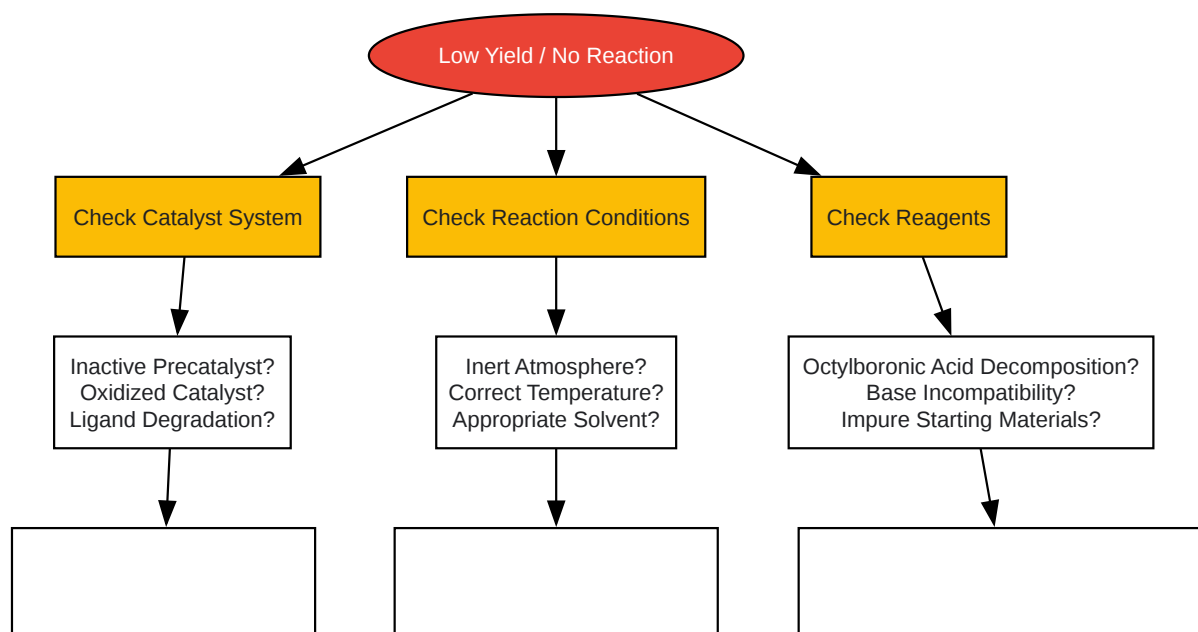 Low Yield / No Reaction
Check Catalyst System
Check Reaction Conditions
Check Reagents
Inactive Precatalyst?
Oxidized Catalyst?
Ligand Degradation?
Inert Atmosphere?
Correct Temperature?
Appropriate Solvent?
Octylboronic Acid Decomposition?
Base Incompatibility?
Impure Starting Materials?